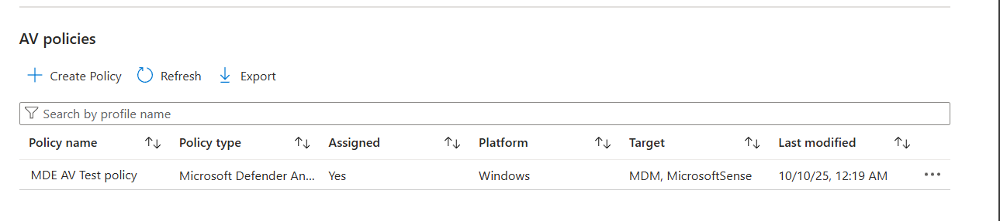 AV policies
Create Policy Refresh Export
Search by profile name
Policy name Policy type Assigned Platform Target Last modified
MDE AV Test policy Microsoft Defender An... Yes Windows MDM, MicrosoftSense 10/10/25, 12:19 AM ...